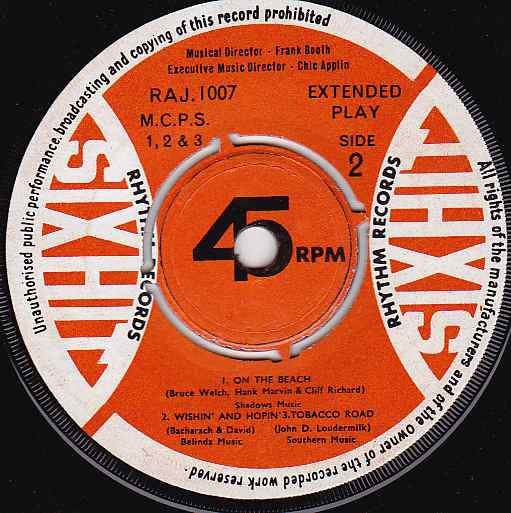 Unauthorised public performance, broadcasting and copying of this record prohibited
Musical Director - Frank Booth
Executive Music Director - Chic Applin
RAJ. 1007
M.C.P.S.
1, 2 & 3
EXTENDED
PLAY
SIDE
2
SIXHIT
RHYTHM RECORDS
45 RPM
RHYTHM RECORDS
SIXHIT
1. ON THE BEACH
(Bruce Welch, Hank Marvin & Cliff Richard)
Shadows Music
2. WISHIN' AND HOPIN' 3. TOBACCO ROAD
(Bacharach & David) (John D. Loudermilk)
Belinda Music Southern Music
All rights of the manufacturers and of the owner of the recorded work reserved.